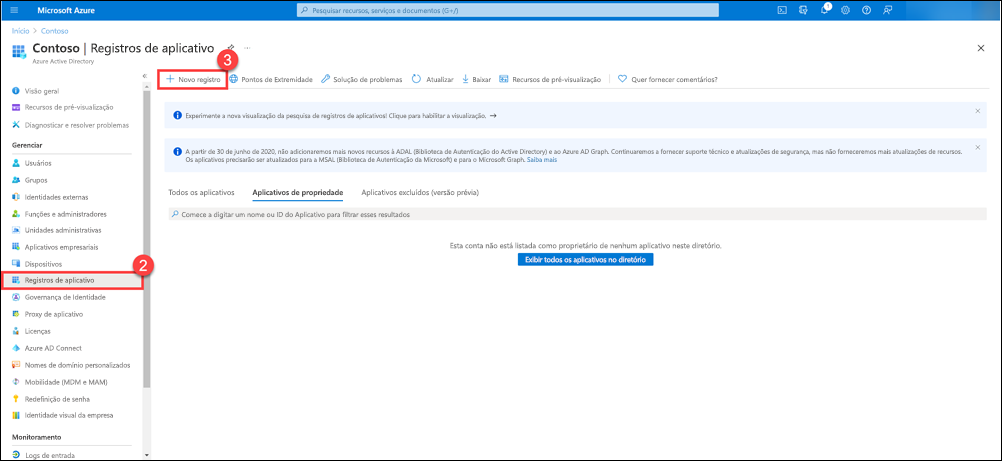 Microsoft Azure
Pesquisar recursos, serviços e documentos (G+/)
1
Início > Contoso
Contoso | Registros de aplicativo
Azure Active Directory
3
Novo registro
Pontos de Extremidade
Solução de problemas
Atualizar
Baixar
Recursos de pré-visualização
Quer fornecer comentários?
Visão geral
Recursos de pré-visualização
Diagnosticar e resolver problemas
Gerenciar
Usuários
Grupos
Identidades externas
Funções e administradores
Unidades administrativas
Aplicativos empresariais
Dispositivos
2
Registros de aplicativo
Governança de Identidade
Proxy de aplicativo
Licenças
Azure AD Connect
Nomes de domínio personalizados
Mobilidade (MDM e MAM)
Redefinição de senha
Identidade visual da empresa
Monitoramento
Logs de entrada
Experimente a nova visualização da pesquisa de registros de aplicativos! Clique para habilitar a visualização. →
A partir de 30 de junho de 2020, não adicionaremos mais novos recursos à ADAL (Biblioteca de Autenticação do Active Directory) e ao Azure AD Graph. Continuaremos a fornecer suporte técnico e atualizações de segurança, mas não forneceremos mais atualizações de recursos.
Os aplicativos precisarão ser atualizados para a MSAL (Biblioteca de Autenticação da Microsoft) e para o Microsoft Graph. Saiba mais
Todos os aplicativos
Aplicativos de propriedade
Aplicativos excluídos (versão prévia)
Comece a digitar um nome ou ID do Aplicativo para filtrar esses resultados
Esta conta não está listada como proprietário de nenhum aplicativo neste diretório.
Exibir todos os aplicativos no diretório